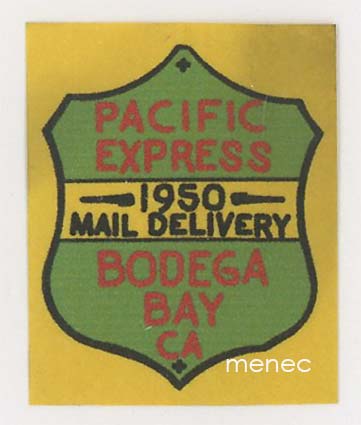 PACIFIC
EXPRESS
1950
MAIL DELIVERY
BODEGA
BAY
CA
menec